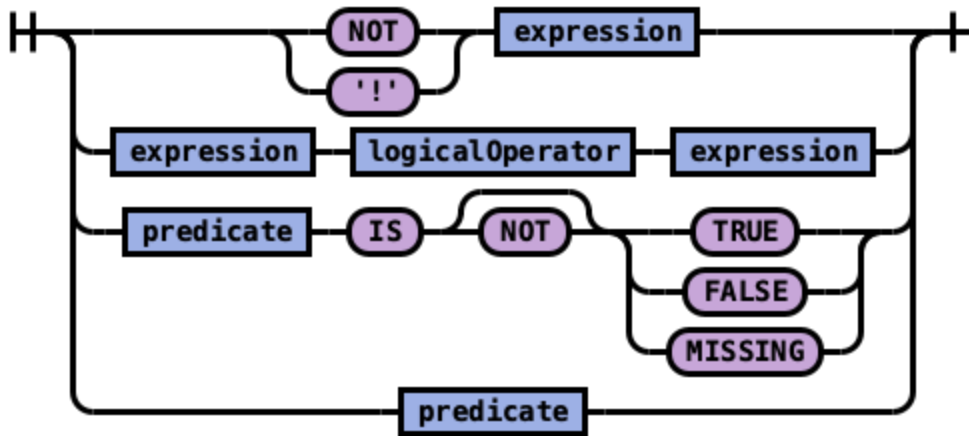 NOT expression
'!'
expression logicalOperator expression
predicate IS NOT TRUE
FALSE
MISSING
predicate